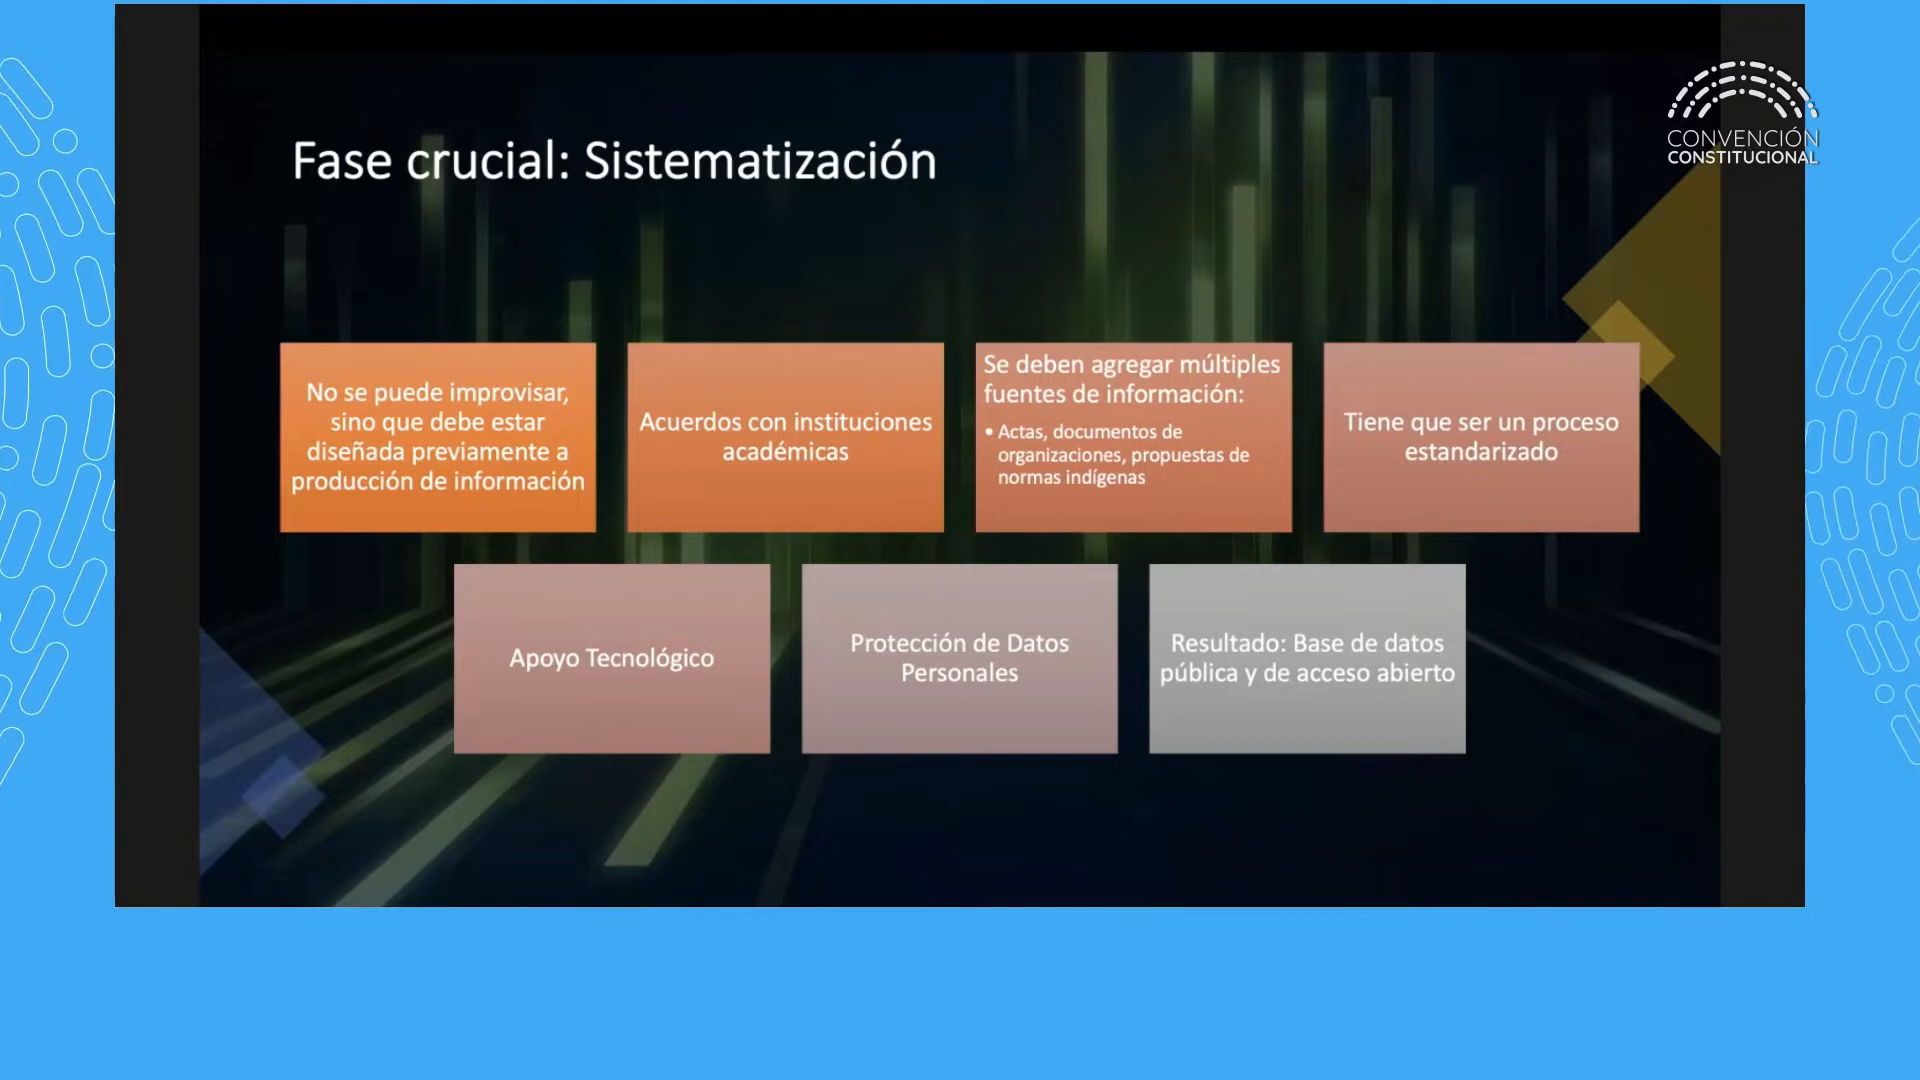 CONVENCIÓN
CONSTITUCIONAL
Fase crucial: Sistematización
No se puede improvisar,
sino que debe estar
diseñada previamente a
producción de información
Acuerdos con instituciones
académicas
Se deben agregar múltiples
fuentes de información:
• Actas, documentos de
organizaciones, propuestas de
normas indígenas
Tiene que ser un proceso
estandarizado
Apoyo Tecnológico
Protección de Datos
Personales
Resultado: Base de datos
pública y de acceso abierto